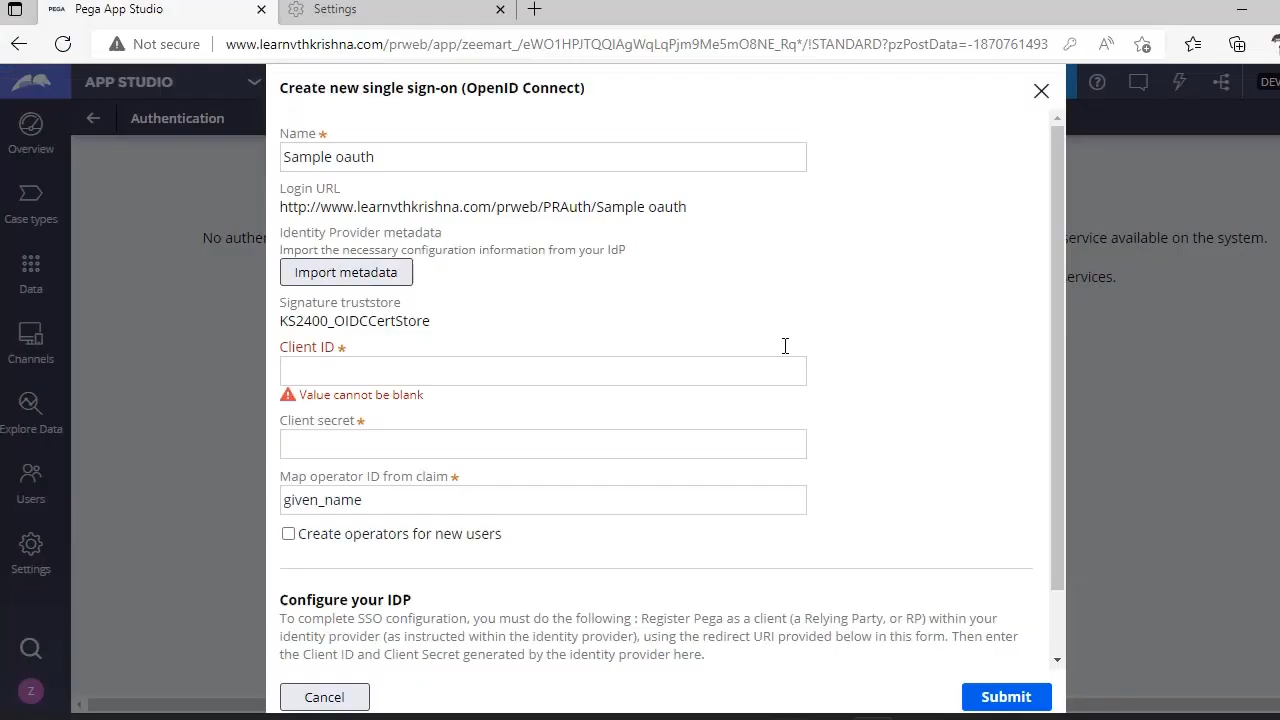 PEGA Pega App Studio
Settings
Not secure
www.learnvthkrishna.com/prweb/app/zeemart_/eWO1HPJTQQIAgWqLqPjm9Me5mO8NE_Rq*/!STANDARD?pzPostData=-1870761493
APP STUDIO
DEV
Authentication
Overview
Case types
Data
Channels
Explore Data
Users
Settings
Z
No auther
service available on the system.
ervices.
Create new single sign-on (OpenID Connect)
Name *
Sample oauth
Login URL
http://www.learnvthkrishna.com/prweb/PRAuth/Sample oauth
Identity Provider metadata
Import the necessary configuration information from your IdP
Import metadata
Signature truststore
KS2400_OIDCCertStore
Client ID *
Value cannot be blank
Client secret *
Map operator ID from claim *
given_name
Create operators for new users
Configure your IDP
To complete SSO configuration, you must do the following : Register Pega as a client (a Relying Party, or RP) within your
identity provider (as instructed within the identity provider), using the redirect URI provided below in this form. Then enter
the Client ID and Client Secret generated by the identity provider here.
Cancel
Submit